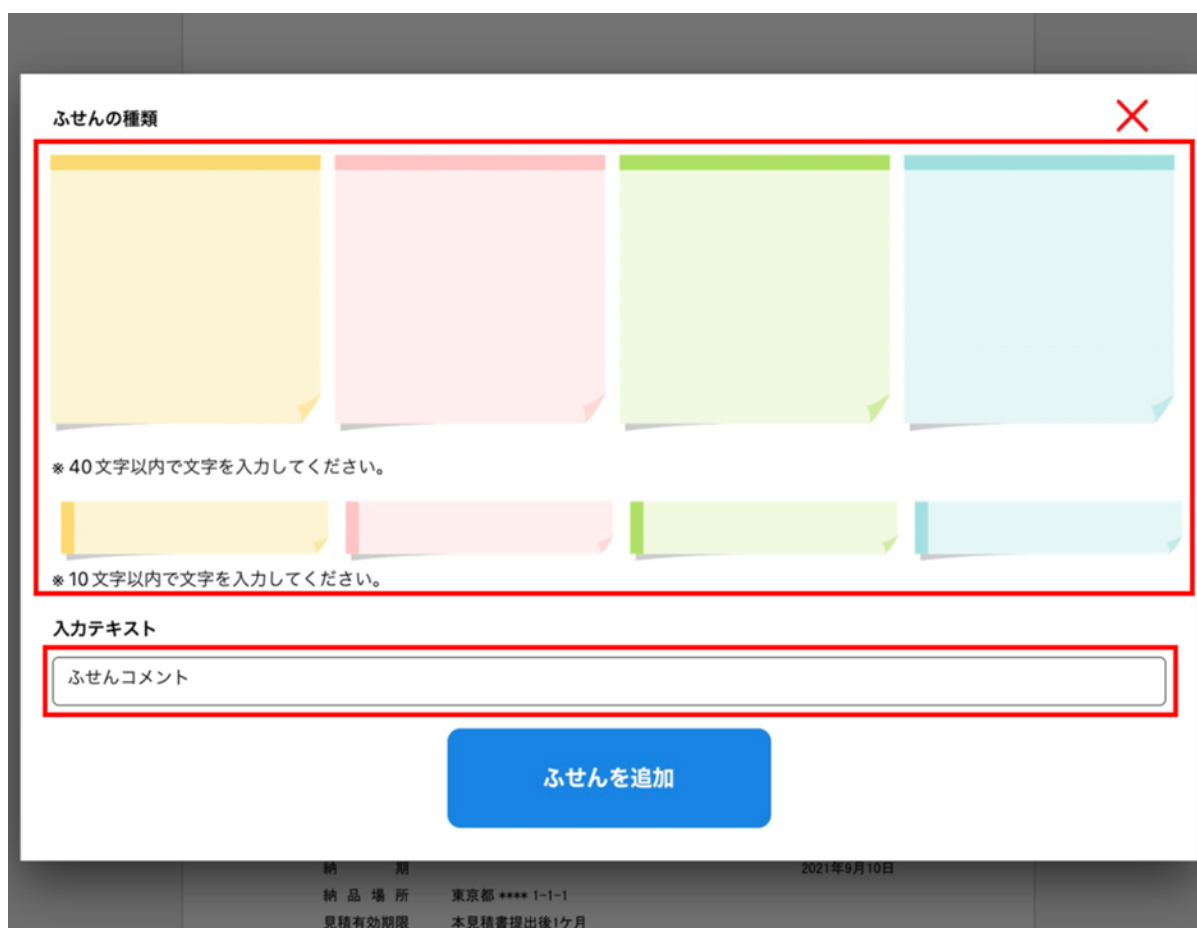 ふせんの種類
※40文字以内で文字を入力してください。
※10文字以内で文字を入力してください。
入力テキスト
ふせんコメント
ふせんを追加
納期 2021年9月10日
納品場所 東京都 **** 1-1-1
見積有効期限 本見積書提出後1ケ月